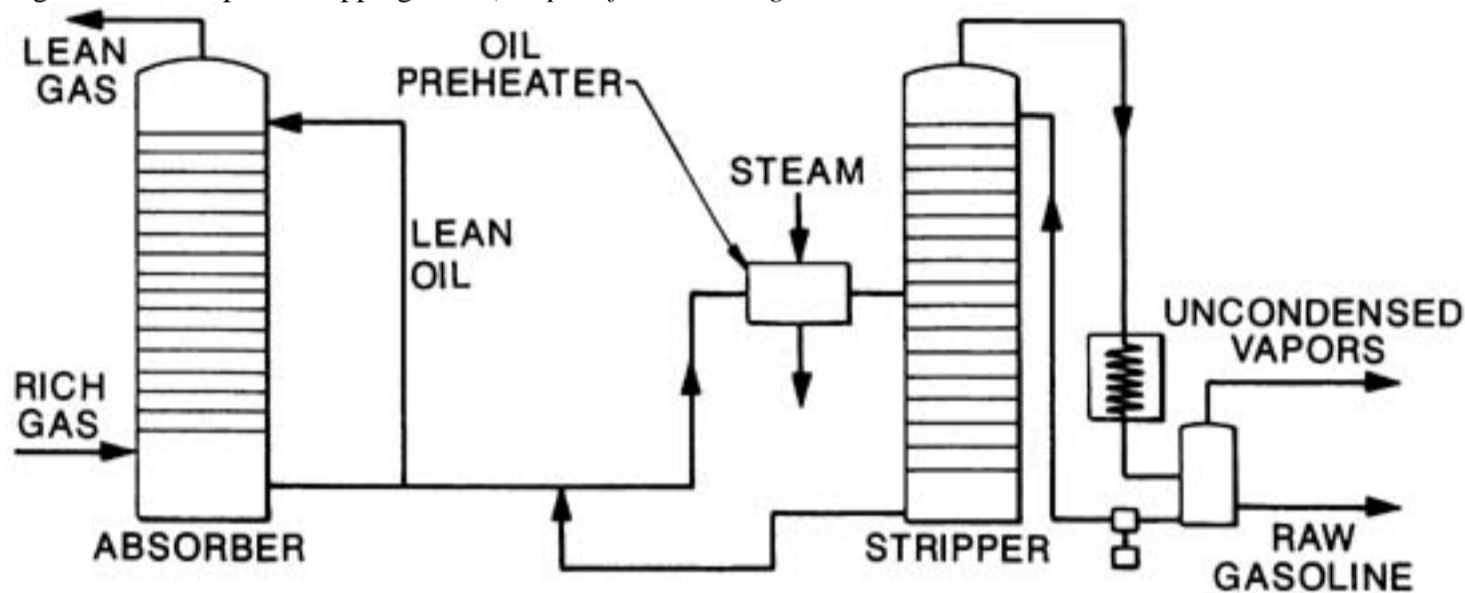 LEAN
GAS
OIL
PREHEATER
STEAM
LEAN
OIL
RICH
GAS
UNCONDENSED
VAPORS
ABSORBER
STRIPPER
RAW
GASOLINE